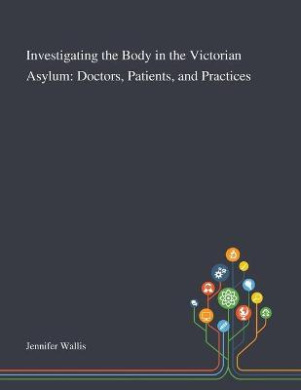 Investigating the Body in the Victorian
Asylum: Doctors, Patients, and Practices
Jennifer Wallis